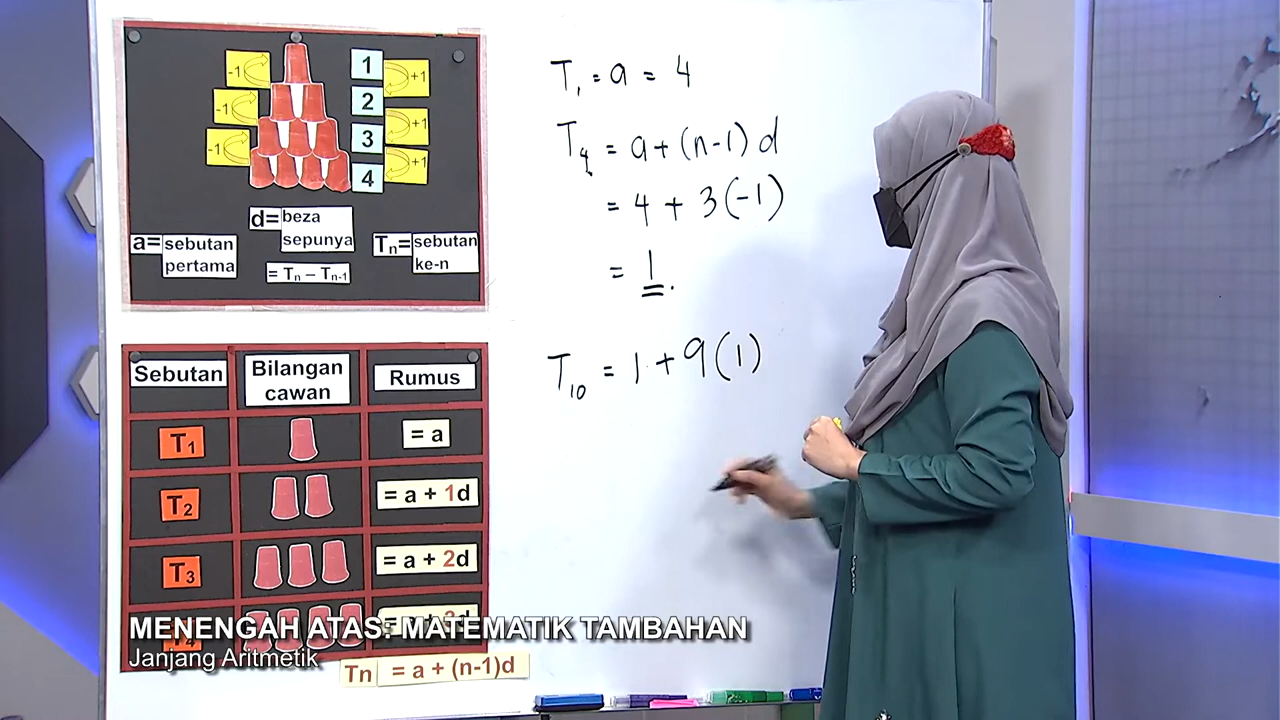 -1
1
+1
-1
2
+1
-1
3
+1
4
d= beza sepunya
a= sebutan pertama
= Tn – Tn-1
Tn= sebutan ke-n
T1 = a = 4
T4 = a + (n-1) d
= 4 + 3(-1)
= 1.
T10 = 1 + 9(1)
Sebutan Bilangan cawan Rumus
T1 = a
T2 = a + 1d
T3 = a + 2d
T4
Tn = a + (n-1)d
MENENGAH ATAS: MATEMATIK TAMBAHAN
Janjang Aritmetik